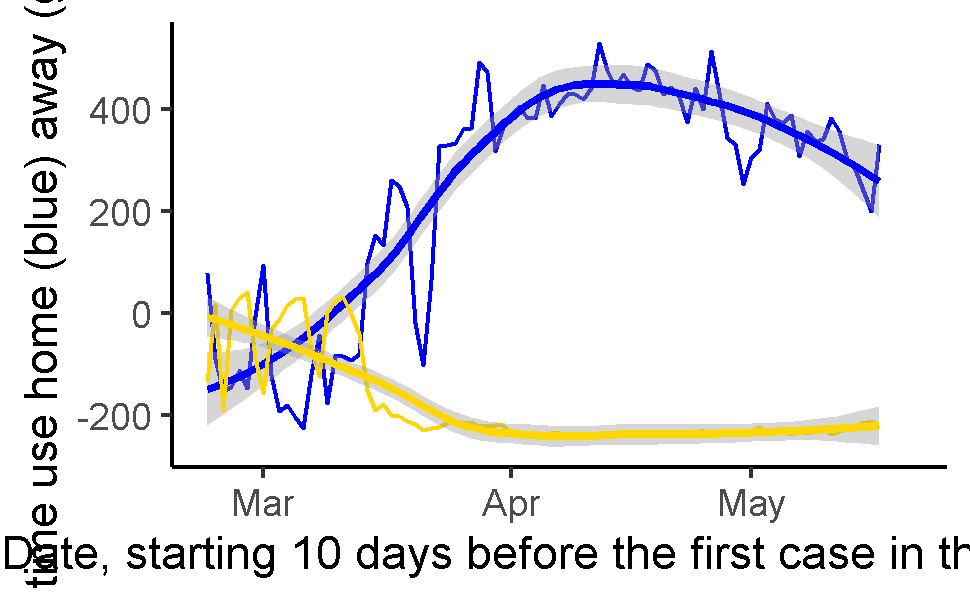 time use home (blue) away (
400
200
0
-200
Mar Apr May
Date, starting 10 days before the first case in th